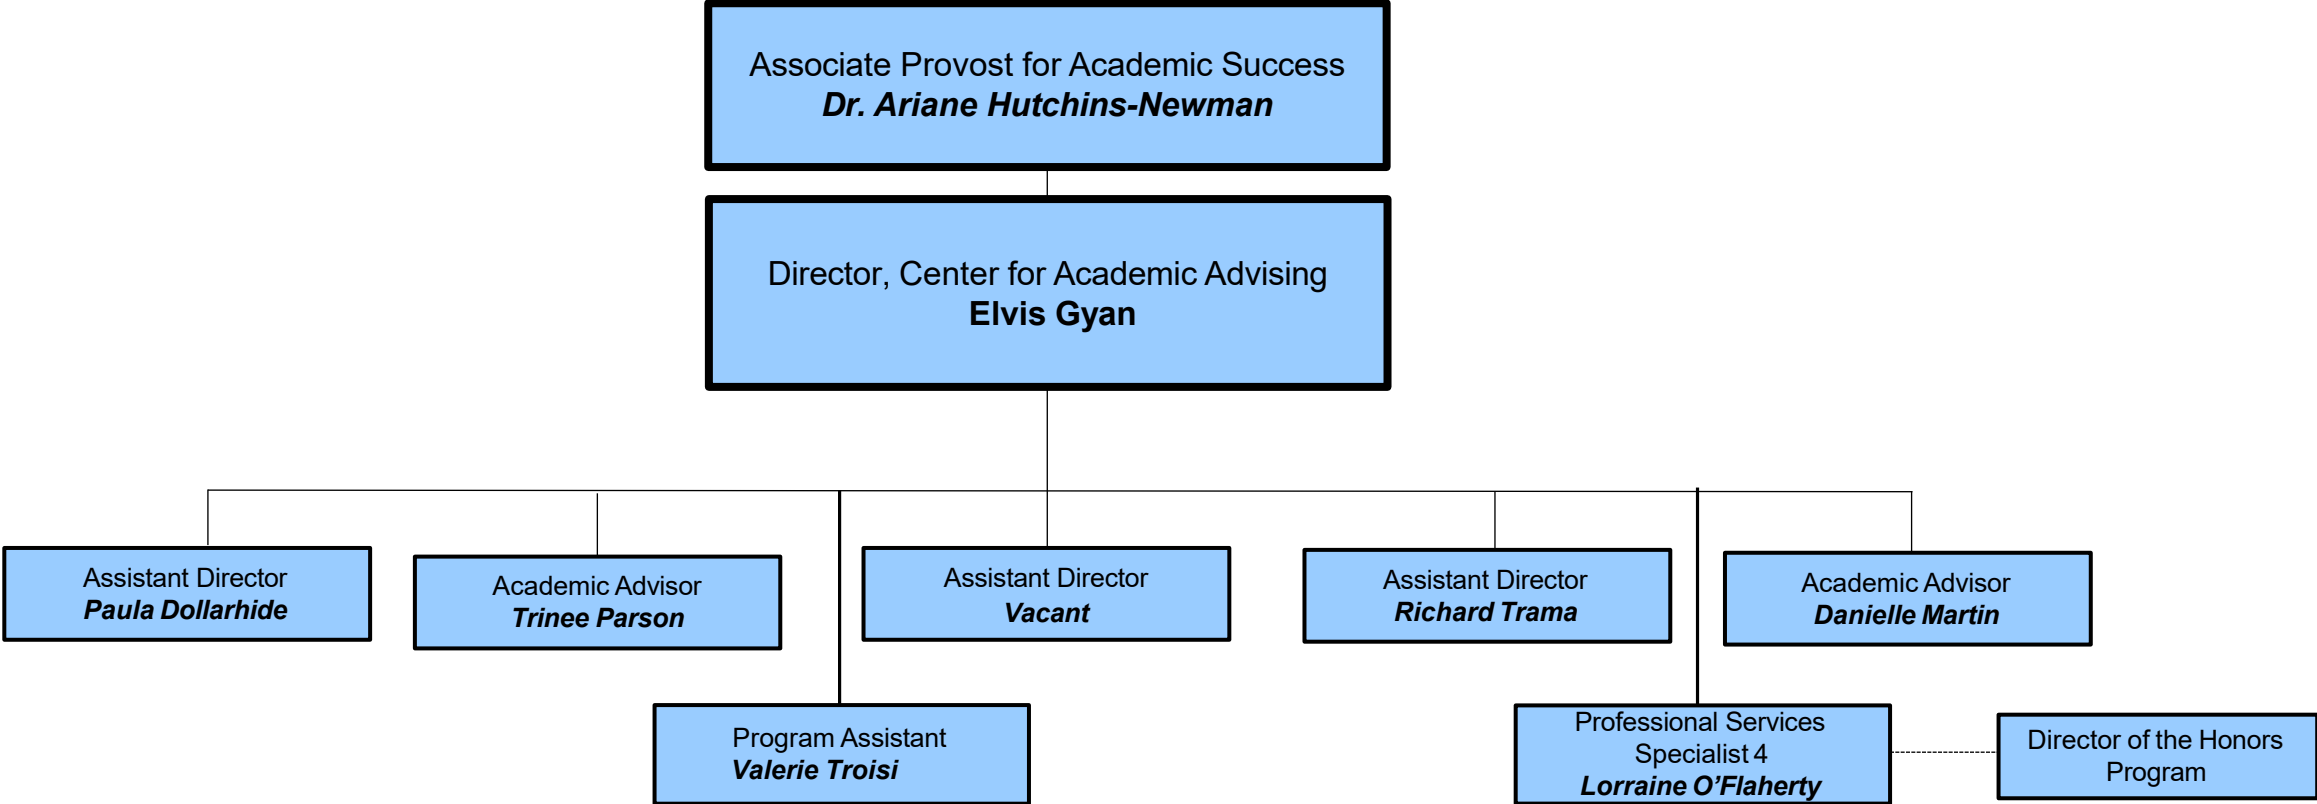 Associate Provost for Academic Success
Dr. Ariane Hutchins-Newman
Director, Center for Academic Advising
Elvis Gyan
Assistant Director
Paula Dollarhide
Academic Advisor
Trinee Parson
Assistant Director
Vacant
Assistant Director
Richard Trama
Academic Advisor
Danielle Martin
Program Assistant
Valerie Troisi
Professional Services
Specialist 4
Lorraine O’Flaherty
Director of the Honors
Program